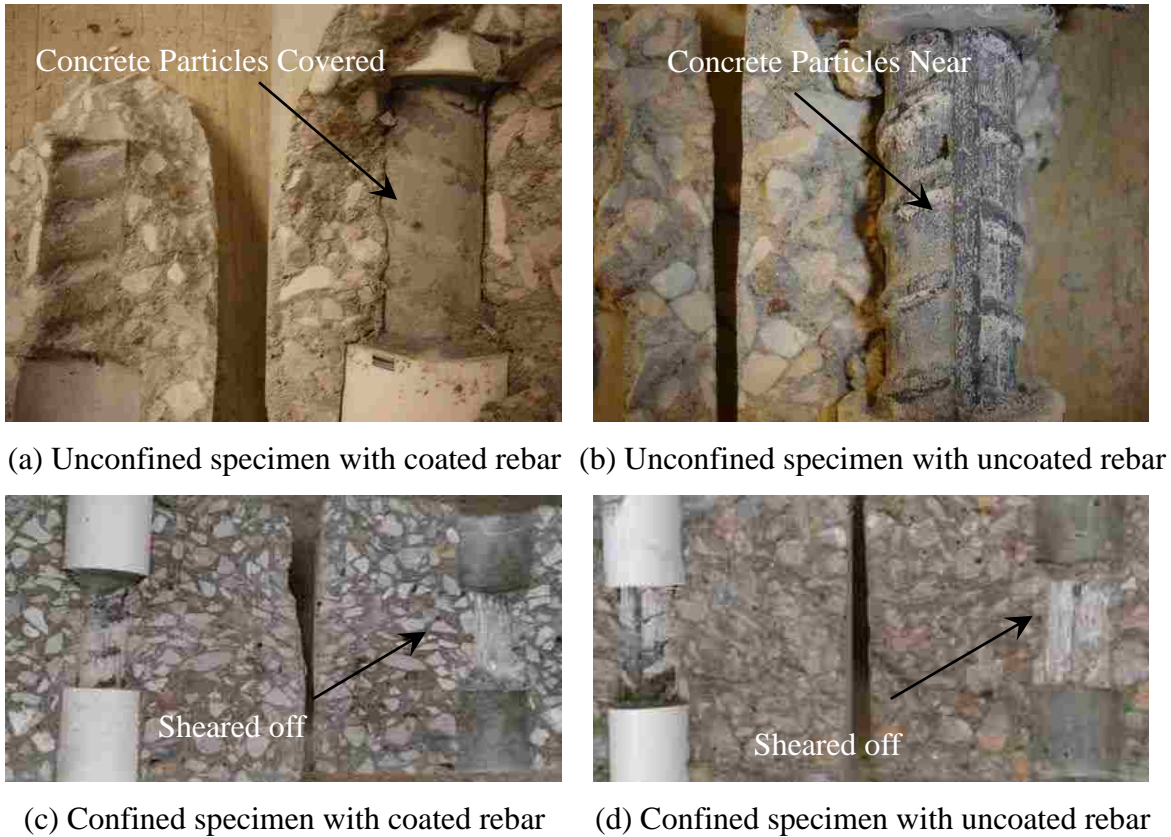 Concrete Particles Covered
Concrete Particles Near
(a) Unconfined specimen with coated rebar
(b) Unconfined specimen with uncoated rebar
Sheared off
Sheared off
(c) Confined specimen with coated rebar
(d) Confined specimen with uncoated rebar